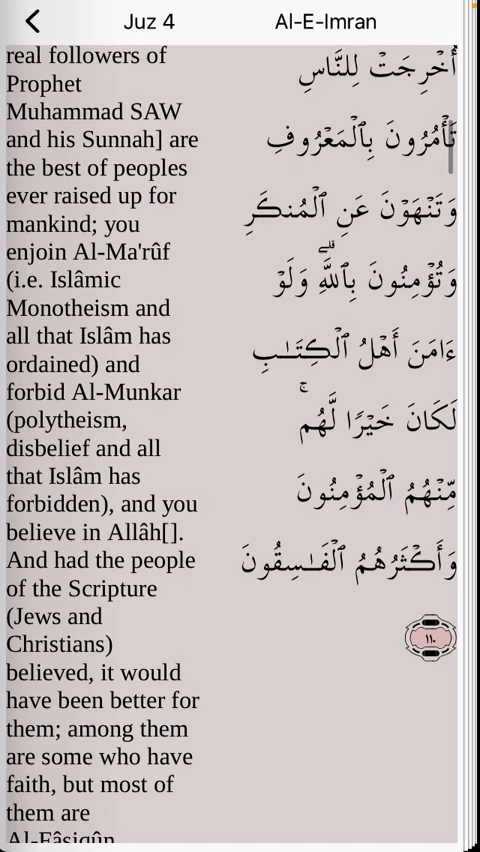 Juz 4
Al-E-Imran
real followers of
Prophet
Muhammad SAW
and his Sunnah] are
the best of peoples
ever raised up for
mankind; you
enjoin Al-Ma'rûf
(i.e. Islâmic
Monotheism and
all that Islâm has
ordained) and
forbid Al-Munkar
(polytheism,
disbelief and all
that Islâm has
forbidden), and you
believe in Allâh[].
And had the people
of the Scripture
(Jews and
Christians)
believed, it would
have been better for
them; among them
are some who have
faith, but most of
them are
Al-Fâsiqûn
أُخْرِجَتْ لِلنَّاسِ
تَأْمُرُونَ بِٱلْمَعْرُوفِ
وَتَنْهَوْنَ عَنِ ٱلْمُنكَرِ
وَتُؤْمِنُونَ بِٱللَّهِۗ وَلَوْ
ءَامَنَ أَهْلُ ٱلْكِتَـٰبِ
لَكَانَ خَيْرًا لَّهُمۚ
مِّنْهُمُ ٱلْمُؤْمِنُونَ
وَأَكْثَرُهُمُ ٱلْفَـٰسِقُونَ
١١٠